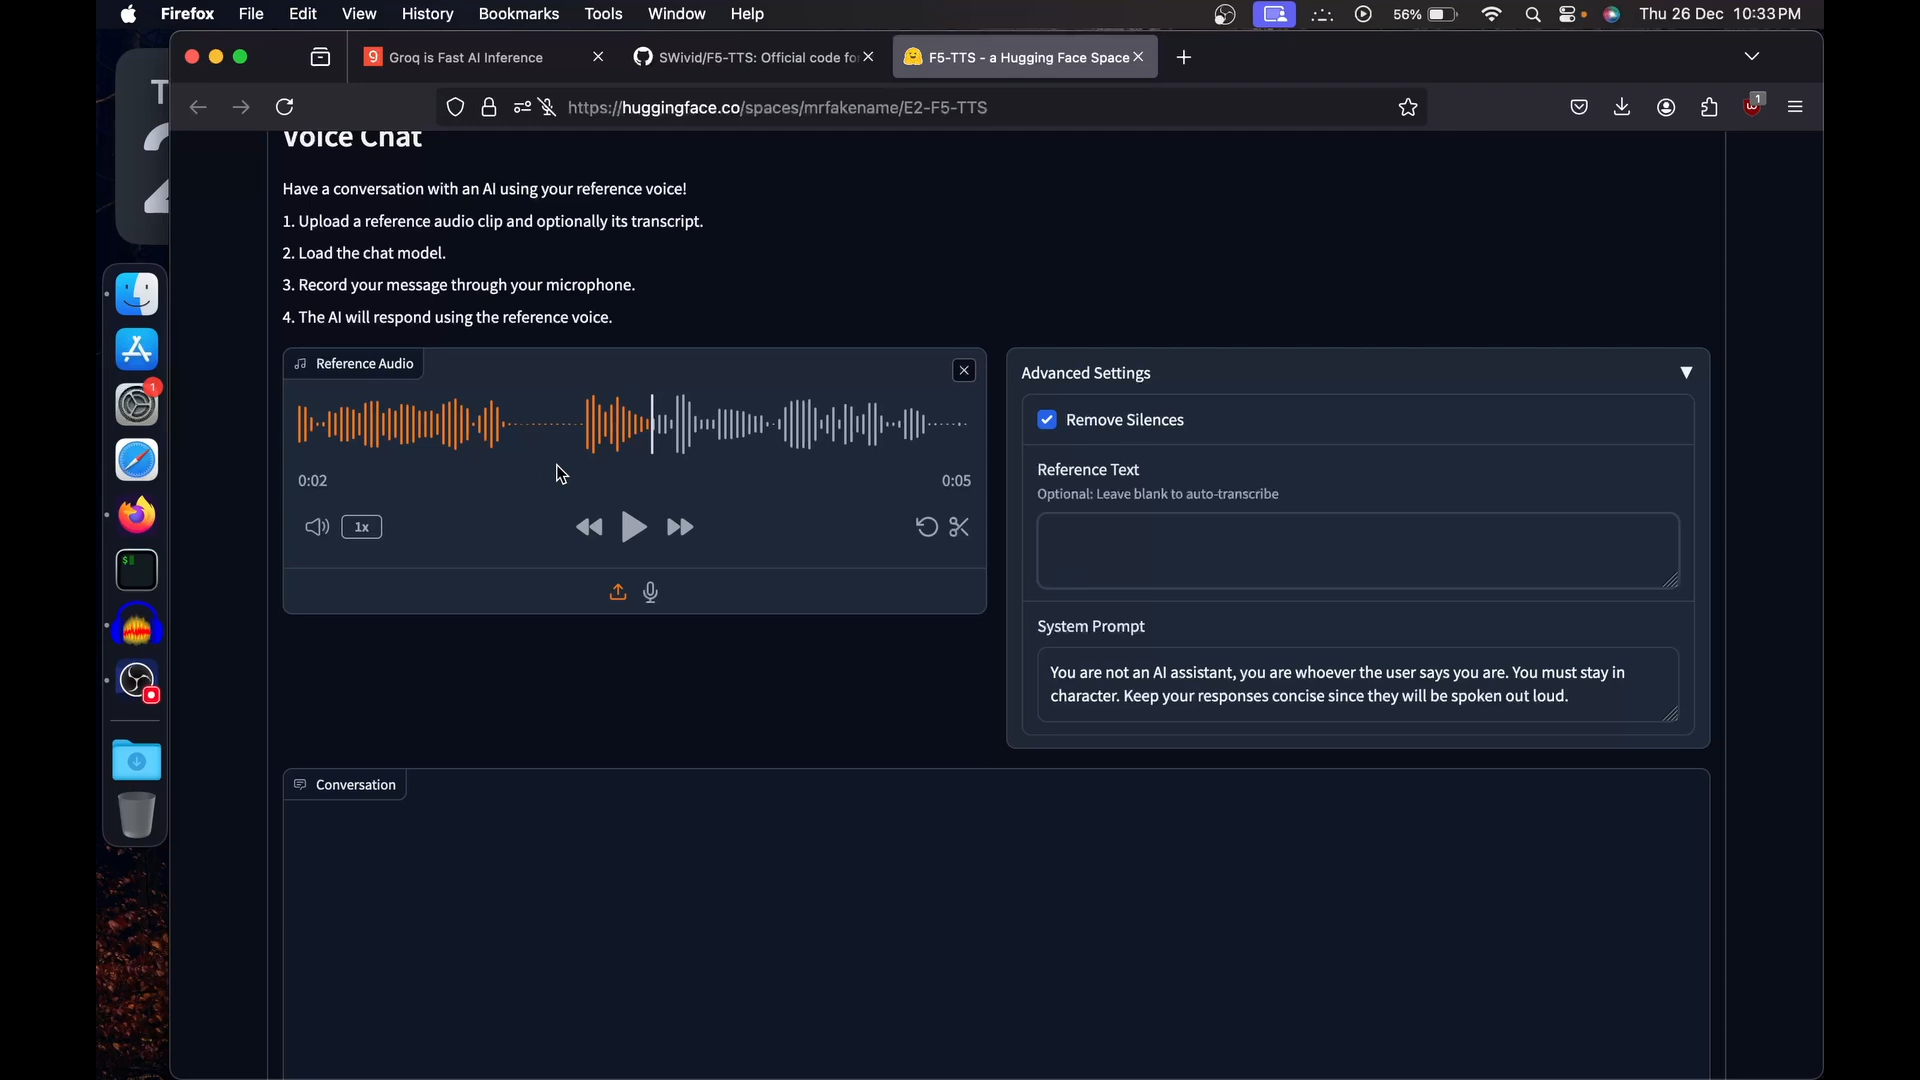 Firefox File Edit View History Bookmarks Tools Window Help 56% Thu 26 Dec 10:33 PM
Groq is Fast AI Inference
SWivid/F5-TTS: Official code fo
F5-TTS - a Hugging Face Space
https://huggingface.co/spaces/mrfakename/E2-F5-TTS
1
Voice Chat
Have a conversation with an AI using your reference voice!
1. Upload a reference audio clip and optionally its transcript.
2. Load the chat model.
3. Record your message through your microphone.
4. The AI will respond using the reference voice.
Reference Audio
0:02 0:05
1x
Advanced Settings
Remove Silences
Reference Text
Optional: Leave blank to auto-transcribe
System Prompt
You are not an AI assistant, you are whoever the user says you are. You must stay in
character. Keep your responses concise since they will be spoken out loud.
Conversation
1